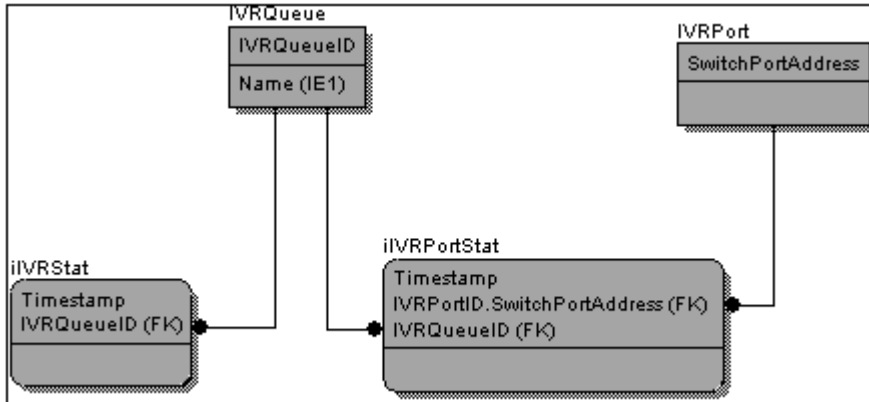 IVRQueue
IVRQueueID
Name (IE1)
IVRPort
SwitchPortAddress
iIVRStat
Timestamp
IVRQueueID (FK)
iIVRPortStat
Timestamp
IVRPortID.SwitchPortAddress (FK)
IVRQueueID (FK)